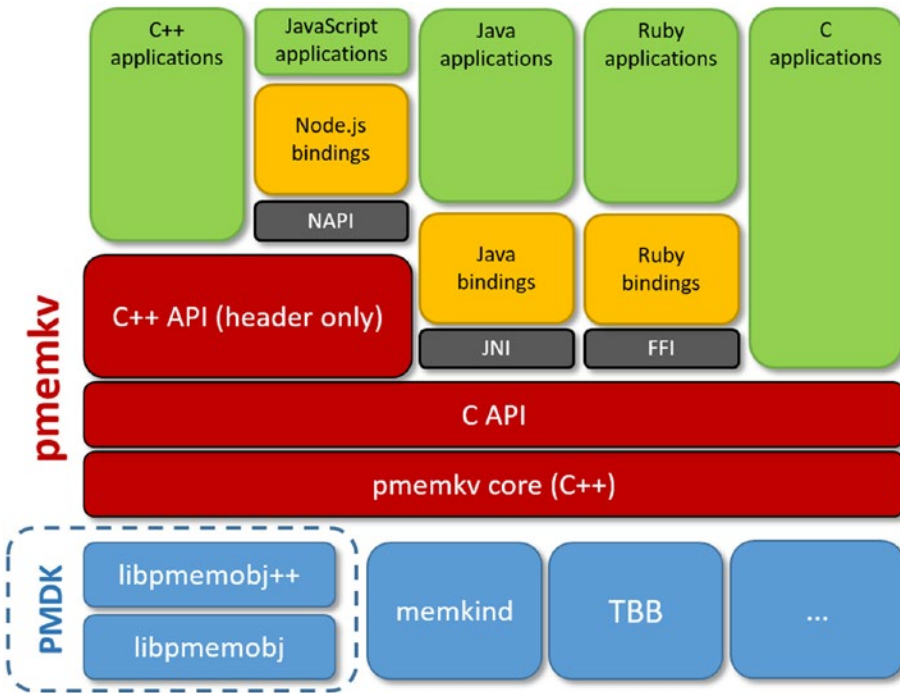 C++
applications
JavaScript
applications
Java
applications
Ruby
applications
C
applications
Node.js
bindings
NAPI
Java
bindings
Ruby
bindings
JNI
FFI
pmemkv
C++ API (header only)
C API
pmemkv core (C++)
PMDK
libpmemobj++
libpmemobj
memkind
TBB
...